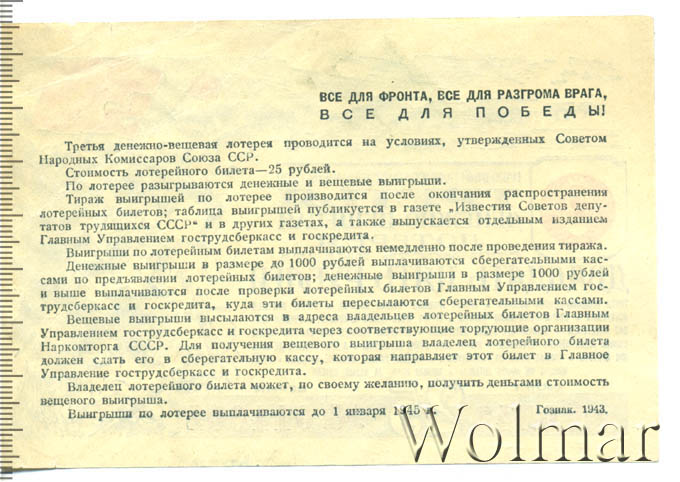 ВСЕ ДЛЯ ФРОНТА, ВСЕ ДЛЯ РАЗГРОМА ВРАГА,
ВСЕ ДЛЯ ПОБЕДЫ!
Третья денежно-вещевая лотерея проводится на условиях, утвержденных Советом
Народных Комиссаров Союза ССР.
Стоимость лотерейного билета—25 рублей.
По лотерее разыгрываются денежные и вещевые выигрыши.
Тираж выигрышей по лотерее производится после окончания распространения
лотерейных билетов; таблица выигрышей публикуется в газете „Известия Советов депу-
татов трудящихся СССР" и в других газетах, а также выпускается отдельным изданием
Главным Управлением гострудсберкасс и госкредита.
Выигрыши по лотерейным билетам выплачиваются немедленно после проведения тиража.
Денежные выигрыши в размере до 1000 рублей выплачиваются сберегательными кас-
сами по предъявлении лотерейных билетов; денежные выигрыши в размере 1000 рублей
и выше выплачиваются после проверки лотерейных билетов Главным Управлением гос-
трудсберкасс и госкредита, куда эти билеты пересылаются сберегательными кассами.
Вещевые выигрыши высылаются в адреса владельцев лотерейных билетов Главным
Управлением гострудсберкасс и госкредита через соответствующие торгующие организации
Наркомторга СССР. Для получения вещевого выигрыша владелец лотерейного билета
должен сдать его в сберегательную кассу, которая направляет этот билет в Главное
Управление гострудсберкасс и госкредита.
Владелец лотерейного билета может, по своему желанию, получить деньгами стоимость
вещевого выигрыша.
Выигрыши по лотерее выплачиваются до 1 января 1945 г. Гознак. 1943.
Wolmar